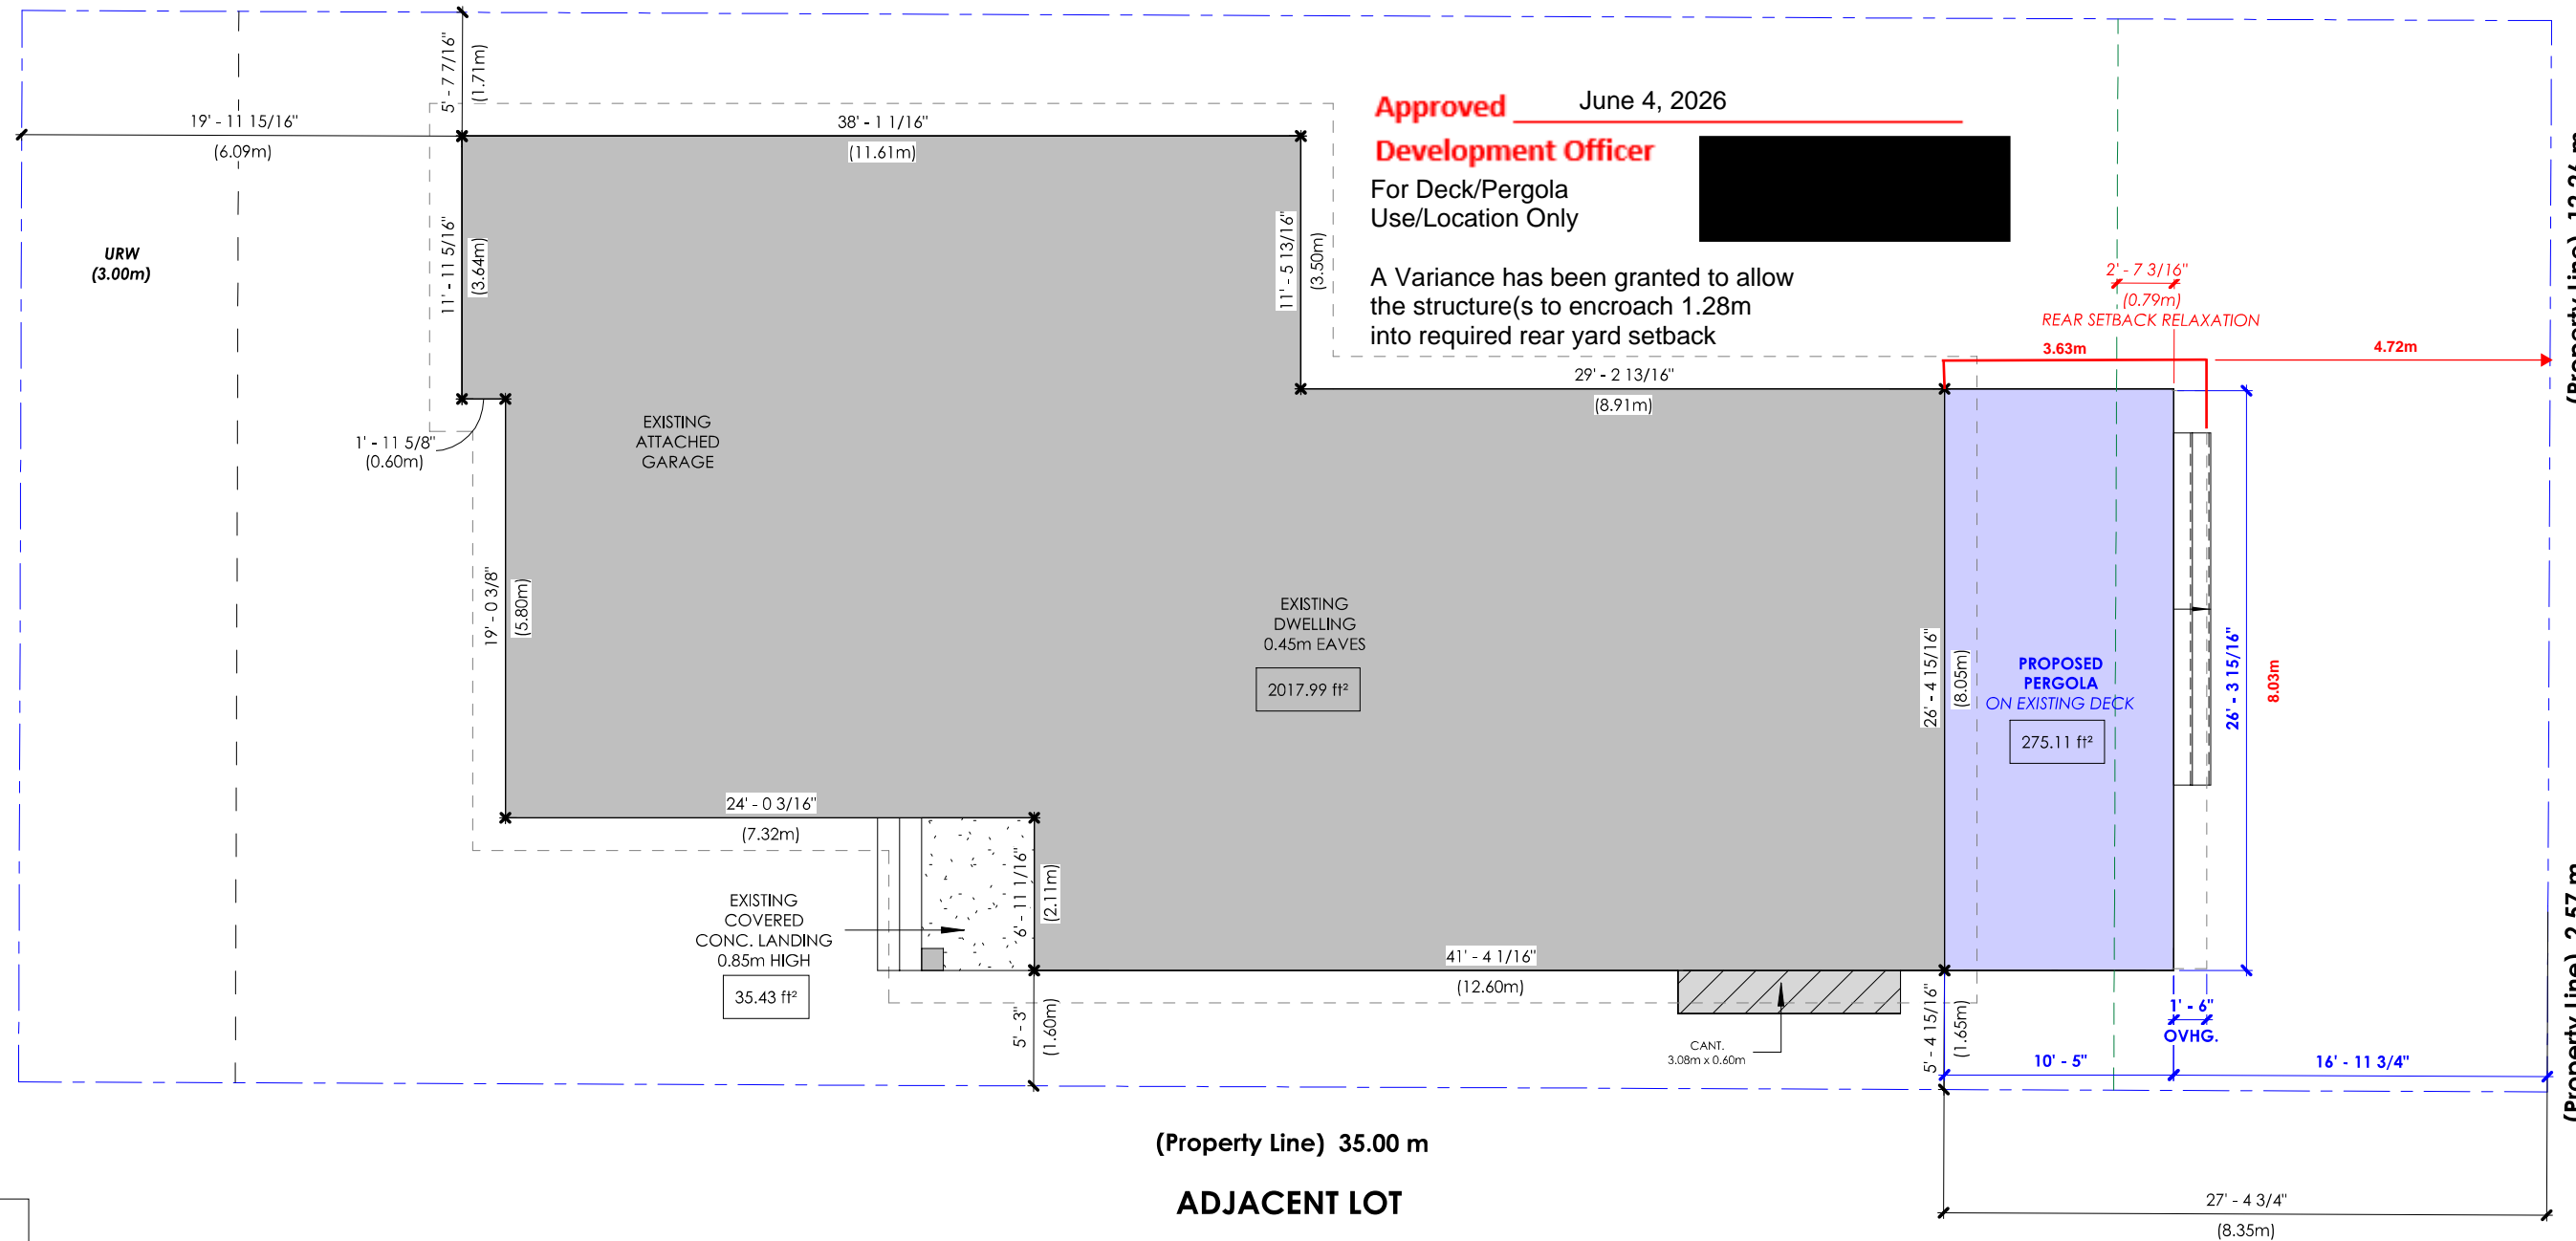 5' - 7 7/16"
(1.71m)
19' - 11 15/16"
(6.09m)
38' - 1 1/16"
(11.61m)
Approved June 4, 2026
Development Officer
For Deck/Pergola
Use/Location Only
A Variance has been granted to allow
the structure(s to encroach 1.28m
into required rear yard setback
URW
(3.00m)
11' - 11 5/16"
(3.64m)
11' - 5 13/16"
(3.50m)
2' - 7 3/16"
(0.79m)
REAR SETBACK RELAXATION
3.63m
4.72m
29' - 2 13/16"
(8.91m)
1' - 11 5/8"
(0.60m)
EXISTING
ATTACHED
GARAGE
19' - 0 3/8"
(5.80m)
EXISTING
DWELLING
0.45m EAVES
2017.99 ft²
26' - 4 15/16"
(8.05m)
PROPOSED
PERGOLA
ON EXISTING DECK
275.11 ft²
26' - 3 15/16"
8.03m
24' - 0 3/16"
(7.32m)
6' - 11 1/16"
(2.11m)
EXISTING
COVERED
CONC. LANDING
0.85m HIGH
35.43 ft²
41' - 4 1/16"
(12.60m)
5' - 3"
(1.60m)
CANT.
3.08m x 0.60m
5' - 4 15/16"
(1.65m)
1' - 6"
OVHG.
10' - 5"
16' - 11 3/4"
(Property Line) 2.57 m
(Property Line) 35.00 m
ADJACENT LOT
27' - 4 3/4"
(8.35m)